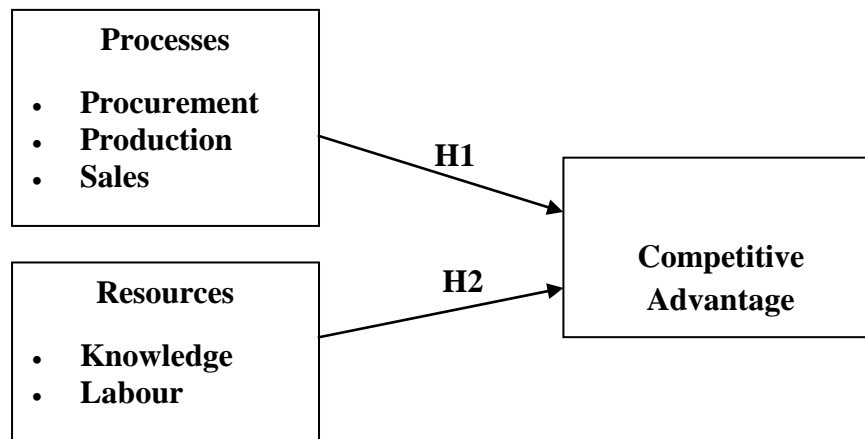 Processes
• Procurement
• Production
• Sales
H1
Resources
• Knowledge
• Labour
H2
Competitive
Advantage